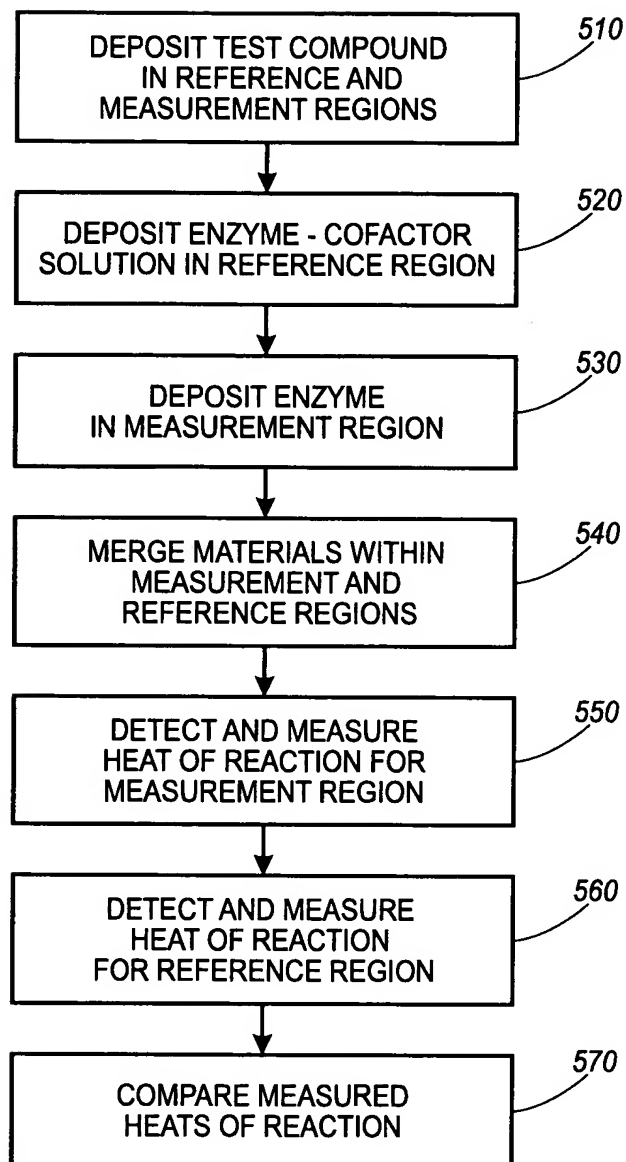 DEPOSIT TEST COMPOUND
IN REFERENCE AND
MEASUREMENT REGIONS
510
DEPOSIT ENZYME - COFACTOR
SOLUTION IN REFERENCE REGION
520
DEPOSIT ENZYME
IN MEASUREMENT REGION
530
MERGE MATERIALS WITHIN
MEASUREMENT AND
REFERENCE REGIONS
540
DETECT AND MEASURE
HEAT OF REACTION FOR
MEASUREMENT REGION
550
DETECT AND MEASURE
HEAT OF REACTION
FOR REFERENCE REGION
560
COMPARE MEASURED
HEATS OF REACTION
570